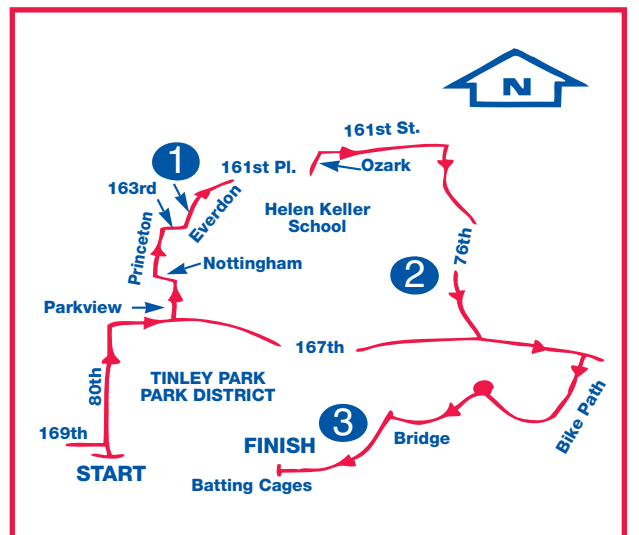 N
161st St.
1
161st Pl.
Ozark
163rd
Everdon
Helen Keller
School
Princeton
Nottingham
76th
2
Parkview
167th
80th
TINLEY PARK
PARK DISTRICT
3
Bike Path
169th
FINISH
Bridge
START
Batting Cages